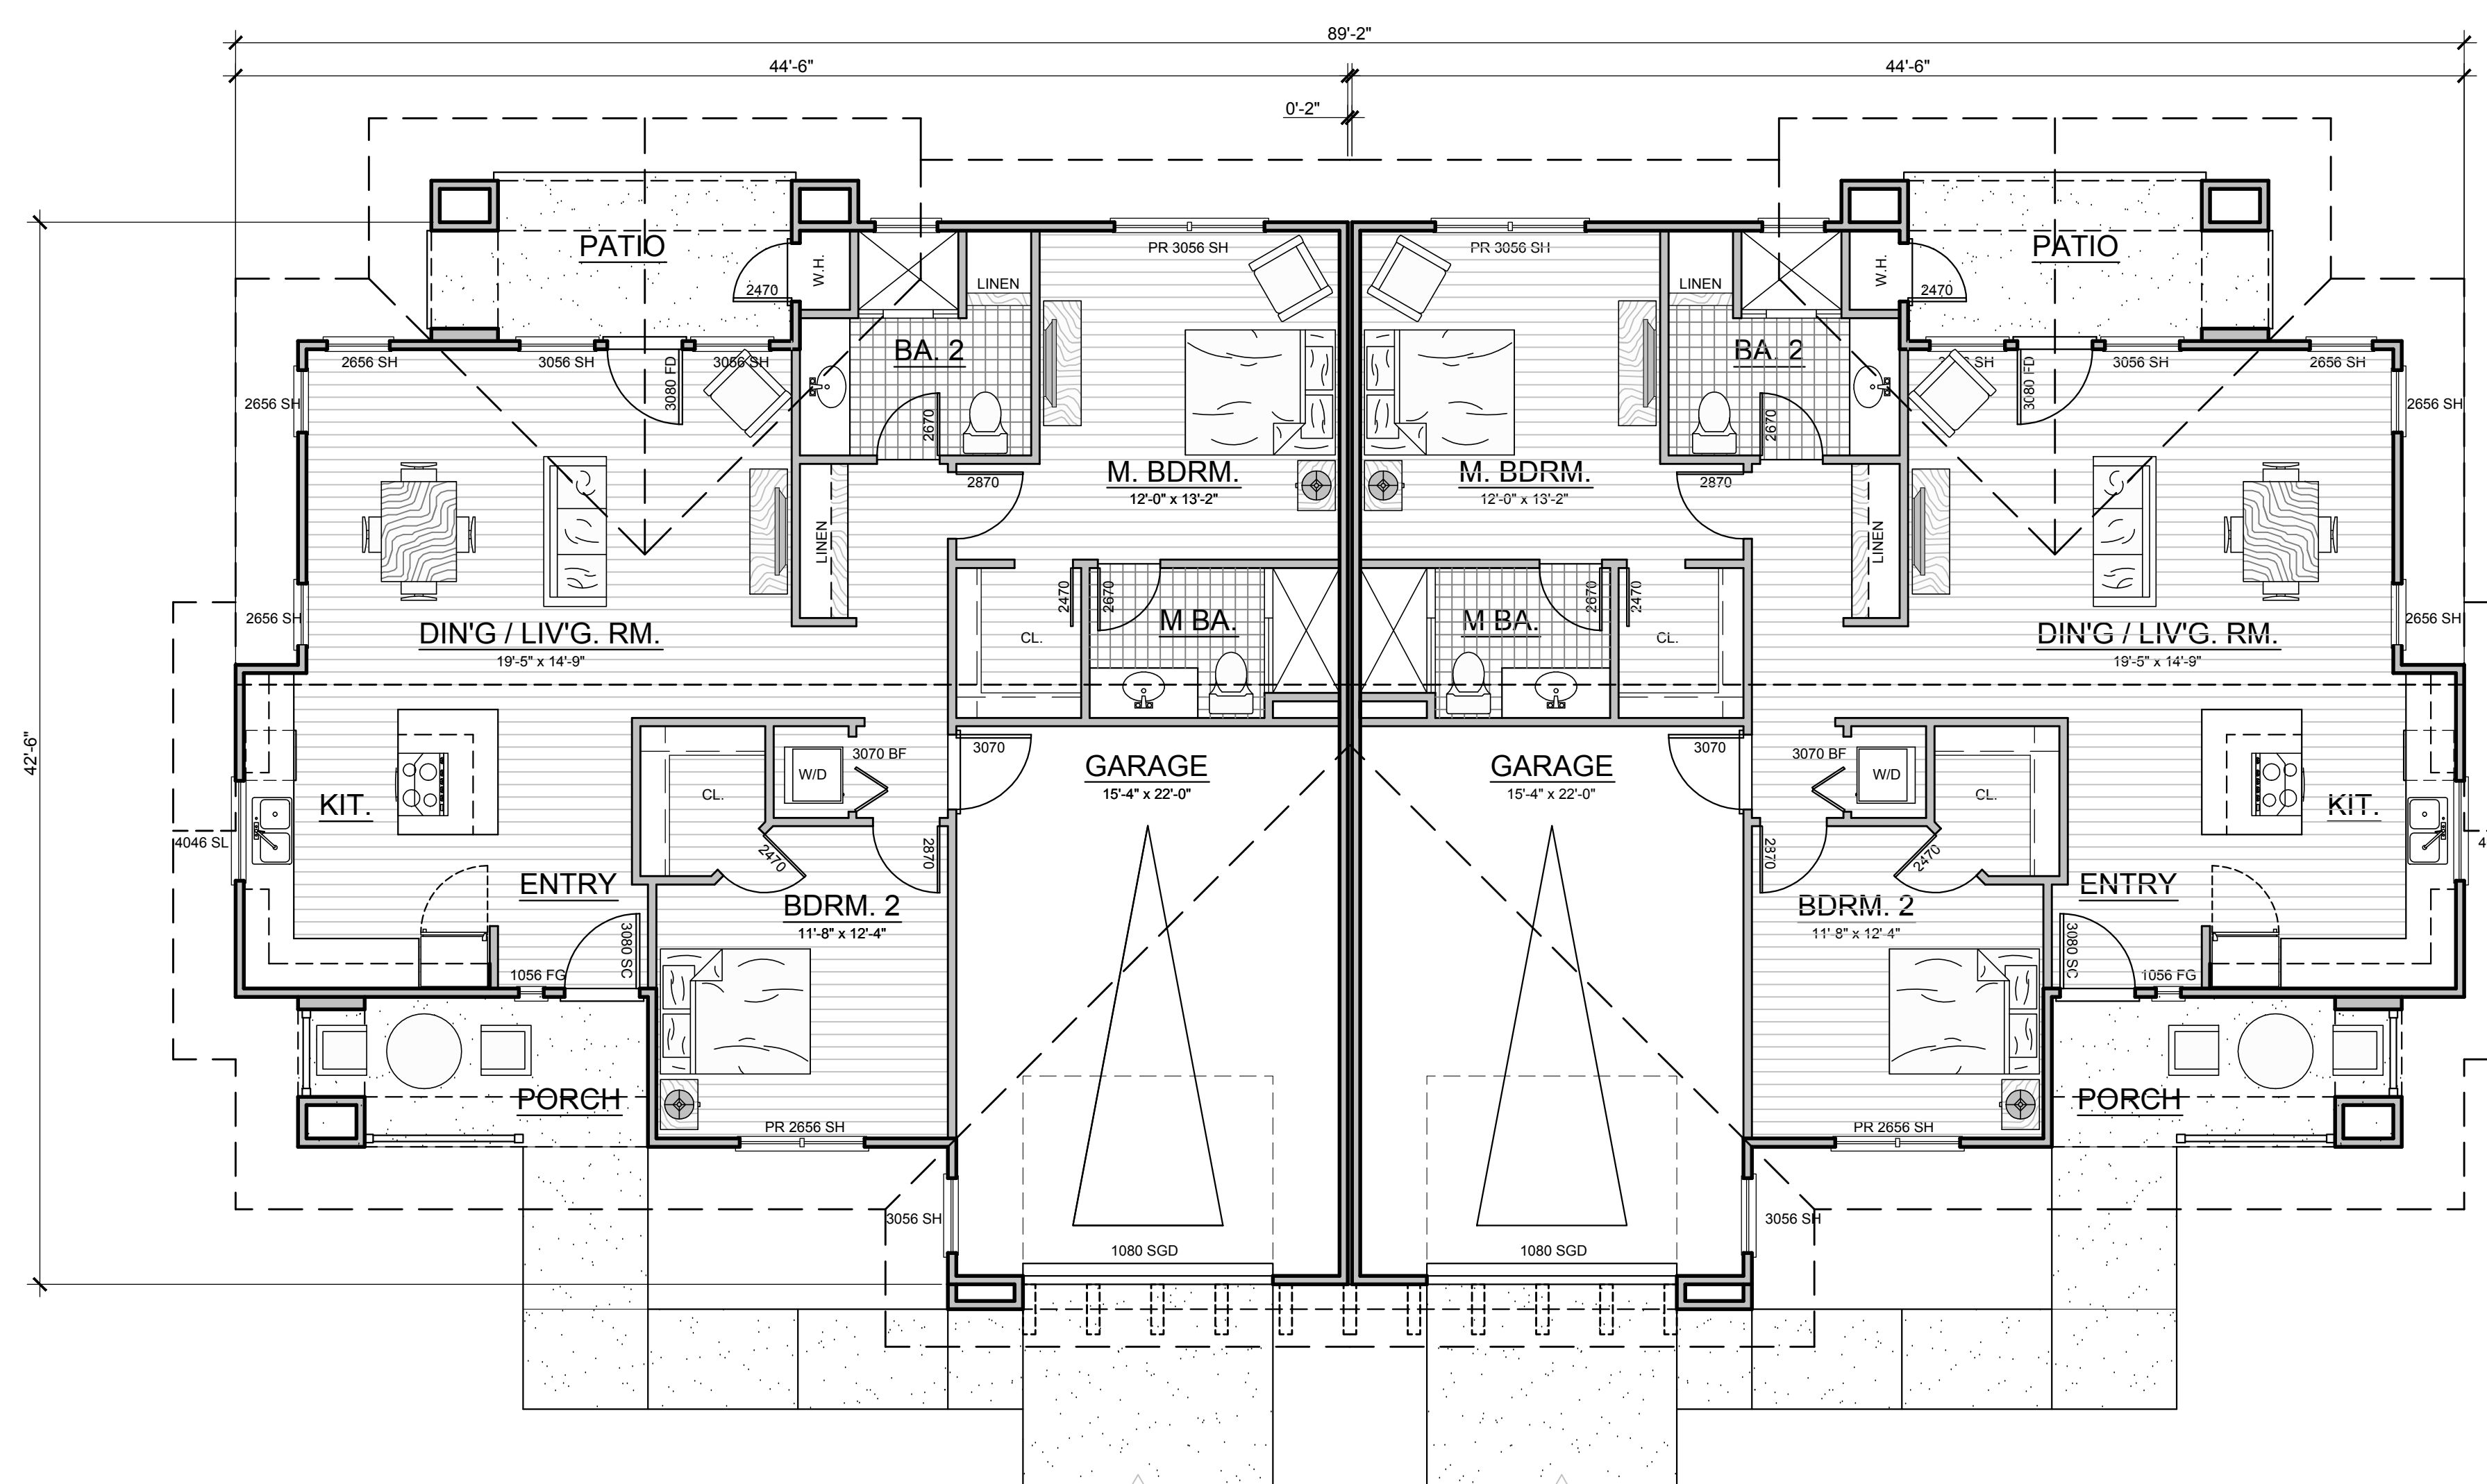 89'-2"
44'-6"
44'-6"
0'-2"
42'-6"
PATIO
2470
W.H.
LINEN
PR 3056 SH
PR 3056 SH
LINEN
W.H.
2470
PATIO
2656 SH
3056 SH
3080 FD
3056 SH
BA. 2
2670
BA. 2
2670
SH
3080 FD
3056 SH
2656 SH
2656 SH
2656 SH
2870
M. BDRM.
12'-0" x 13'-2"
M. BDRM.
12'-0" x 13'-2"
2870
LINEN
LINEN
2656 SH
DIN'G / LIV'G. RM.
19'-5" x 14'-9"
CL.
2470
2670
M BA.
M BA.
2670
2470
CL.
DIN'G / LIV'G. RM.
19'-5" x 14'-9"
2656 SH
KIT.
4046 SL
CL.
W/D
3070 BF
3070
GARAGE
15'-4" x 22'-0"
GARAGE
15'-4" x 22'-0"
3070
3070 BF
W/D
CL.
KIT.
4
ENTRY
2470
2870
2870
2470
ENTRY
BDRM. 2
11'-8" x 12'-4"
BDRM. 2
11'-8" x 12'-4"
3080 SC
1056 FG
3080 SC
1056 FG
PORCH
PR 2656 SH
PR 2656 SH
PORCH
3056 SH
1080 SGD
1080 SGD
3056 SH